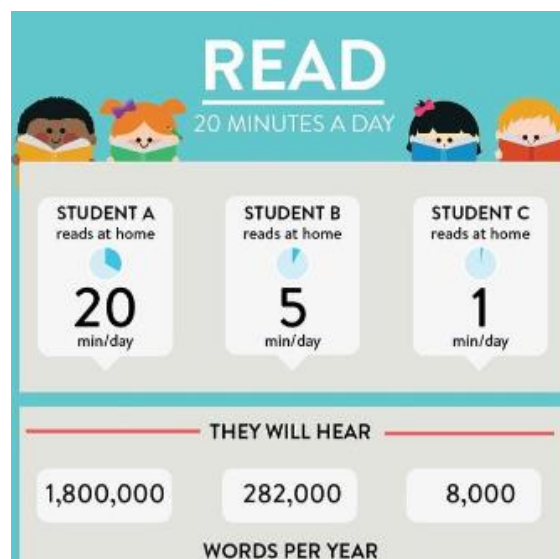 READ
20 MINUTES A DAY
STUDENT A
reads at home
20
min/day
STUDENT B
reads at home
5
min/day
STUDENT C
reads at home
1
min/day
THEY WILL HEAR
1,800,000
282,000
8,000
WORDS PER YEAR